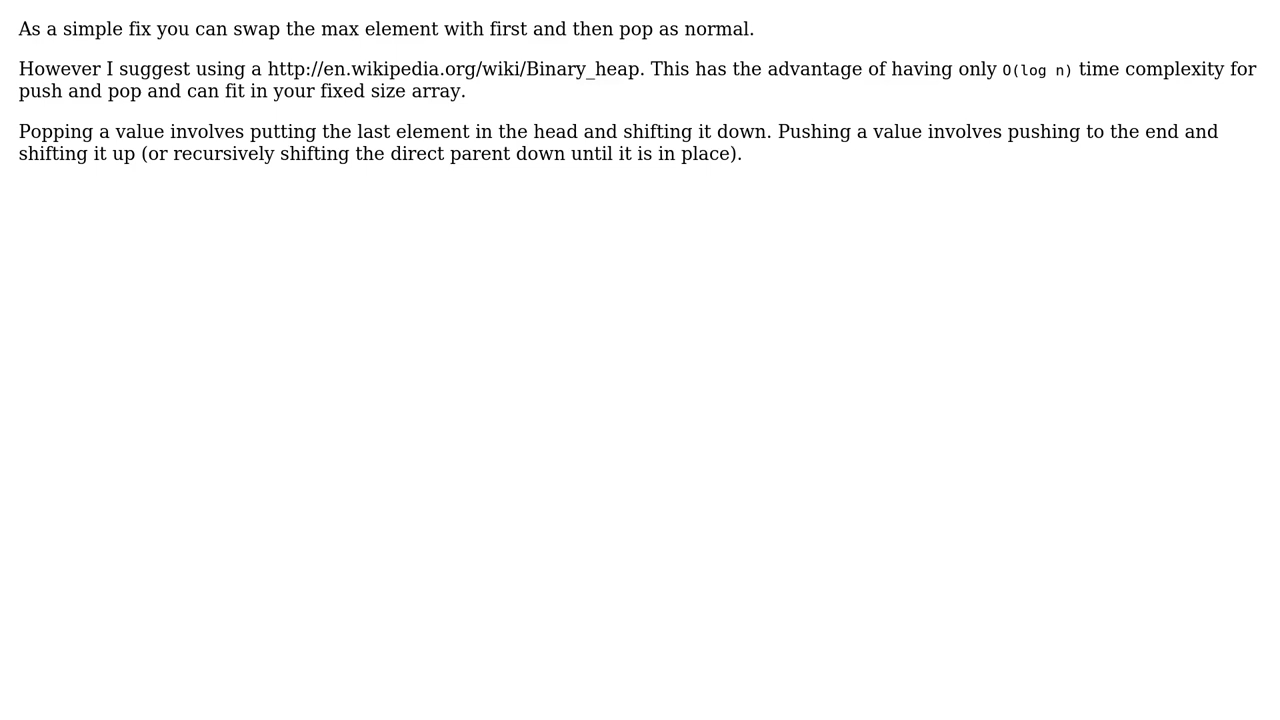 As a simple fix you can swap the max element with first and then pop as normal.
However I suggest using a http://en.wikipedia.org/wiki/Binary_heap. This has the advantage of having only O(log n) time complexity for
push and pop and can fit in your fixed size array.
Popping a value involves putting the last element in the head and shifting it down. Pushing a value involves pushing to the end and
shifting it up (or recursively shifting the direct parent down until it is in place).